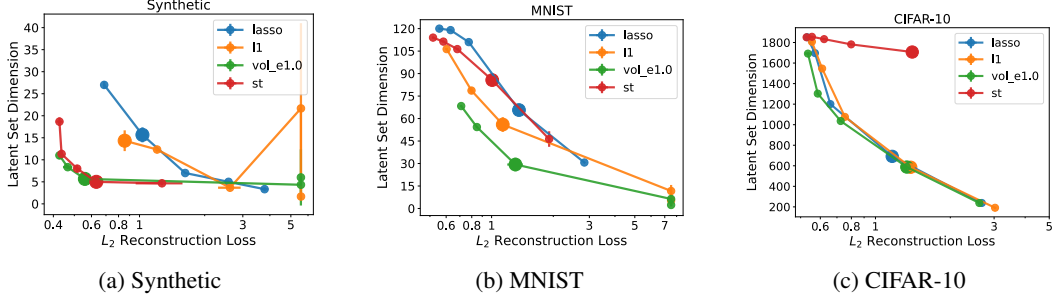 Synthetic
Latent Set Dimension
40
35
30
25
20
15
10
5
0
lasso
l1
vol_e1.0
st
0.4 0.6 0.8 1 2 3 5
L2 Reconstruction Loss
(a) Synthetic
MNIST
Latent Set Dimension
120
105
90
75
60
45
30
15
0
lasso
l1
vol_e1.0
st
0.6 0.8 1 3 5 7
L2 Reconstruction Loss
(b) MNIST
CIFAR-10
Latent Set Dimension
1800
1600
1400
1200
1000
800
600
400
200
lasso
l1
vol_e1.0
st
0.6 0.8 1 3 5
L2 Reconstruction Loss
(c) CIFAR-10